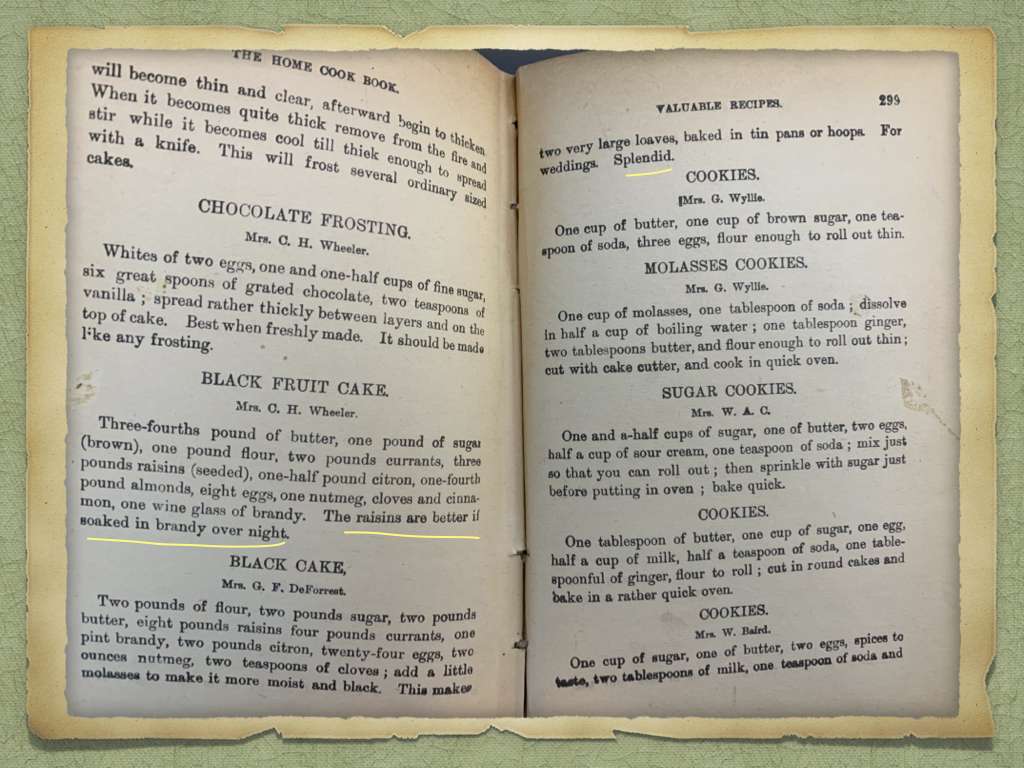 THE HOME COOK BOOK.
will become thin and clear, afterward begin to thicken
When it becomes quite thick remove from the fire and
stir while it becomes cool till thick enough to spread
with a knife. This will frost several ordinary sized
cakes.
CHOCOLATE FROSTING.
Mrs. C. H. Wheeler.
Whites of two eggs, one and one-half cups of fine sugar,
six great spoons of grated chocolate, two teaspoons of
vanilla ; spread rather thickly between layers and on the
top of cake. Best when freshly made. It should be made
like any frosting.
BLACK FRUIT CAKE.
Mrs. C. H. Wheeler.
Three-fourths pound of butter, one pound of sugar
(brown), one pound flour, two pounds currants, three
pounds raisins (seeded), one-half pound citron, one-fourth
pound almonds, eight eggs, one nutmeg, cloves and cinna-
mon, one wine glass of brandy. The raisins are better if
soaked in brandy over night.
BLACK CAKE,
Mrs. G. F. DeForrest.
Two pounds of flour, two pounds sugar, two pounds
butter, eight pounds raisins four pounds currants, one
pint brandy, two pounds citron, twenty-four eggs, two
ounces nutmeg, two teaspoons of cloves ; add a little
molasses to make it more moist and black. This makes
VALUABLE RECIPES. 299
two very large loaves, baked in tin pans or hoops. For
weddings. Splendid.
COOKIES.
Mrs. G. Wyllie.
One cup of butter, one cup of brown sugar, one tea-
spoon of soda, three eggs, flour enough to roll out thin.
MOLASSES COOKIES.
Mrs. G. Wyllie.
One cup of molasses, one tablespoon of soda ; dissolve
in half a cup of boiling water ; one tablespoon ginger,
two tablespoons butter, and flour enough to roll out thin ;
cut with cake cutter, and cook in quick oven.
SUGAR COOKIES.
Mrs. W. A. C.
One and a-half cups of sugar, one of butter, two eggs,
half a cup of sour cream, one teaspoon of soda ; mix just
so that you can roll out ; then sprinkle with sugar just
before putting in oven ; bake quick.
COOKIES.
One tablespoon of butter, one cup of sugar, one egg,
half a cup of milk, half a teaspoon of soda, one table-
spoonful of ginger, flour to roll ; cut in round cakes and
bake in a rather quick oven.
COOKIES.
Mrs. W. Baird.
One cup of sugar, one of butter, two eggs, spices to
taste, two tablespoons of milk, one teaspoon of soda and